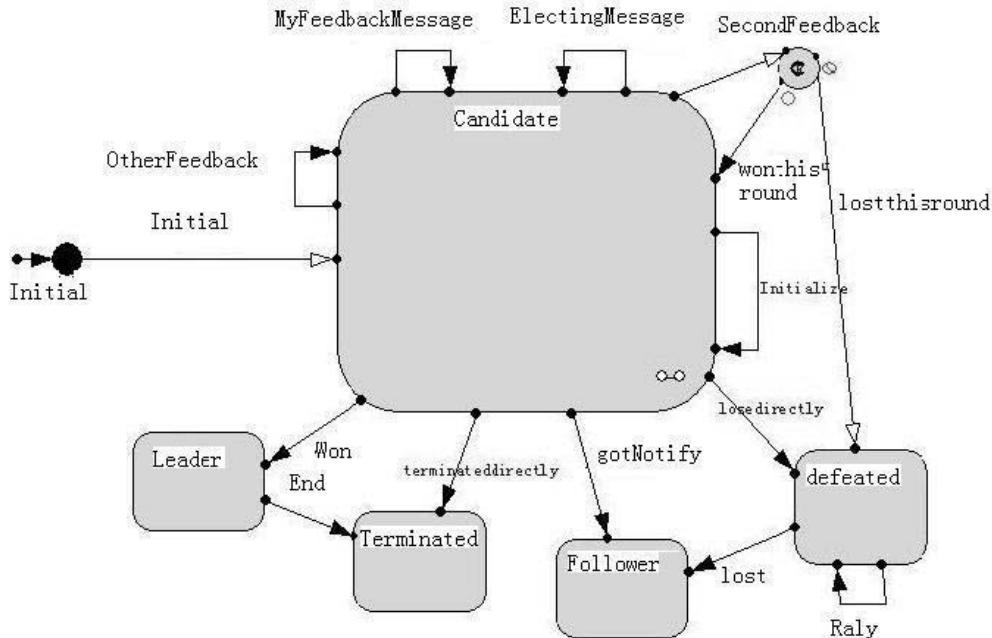 MyFeedbackMessage
ElectingMessage
SecondFeedback
C
Candidate
OtherFeedback
wonthis
round
lostthisround
Initial
Initial
Initialize
losedirectly
Leader
Won
End
terminateddirectly
gotNotify
defeated
Terminated
Follower
lost
Raly